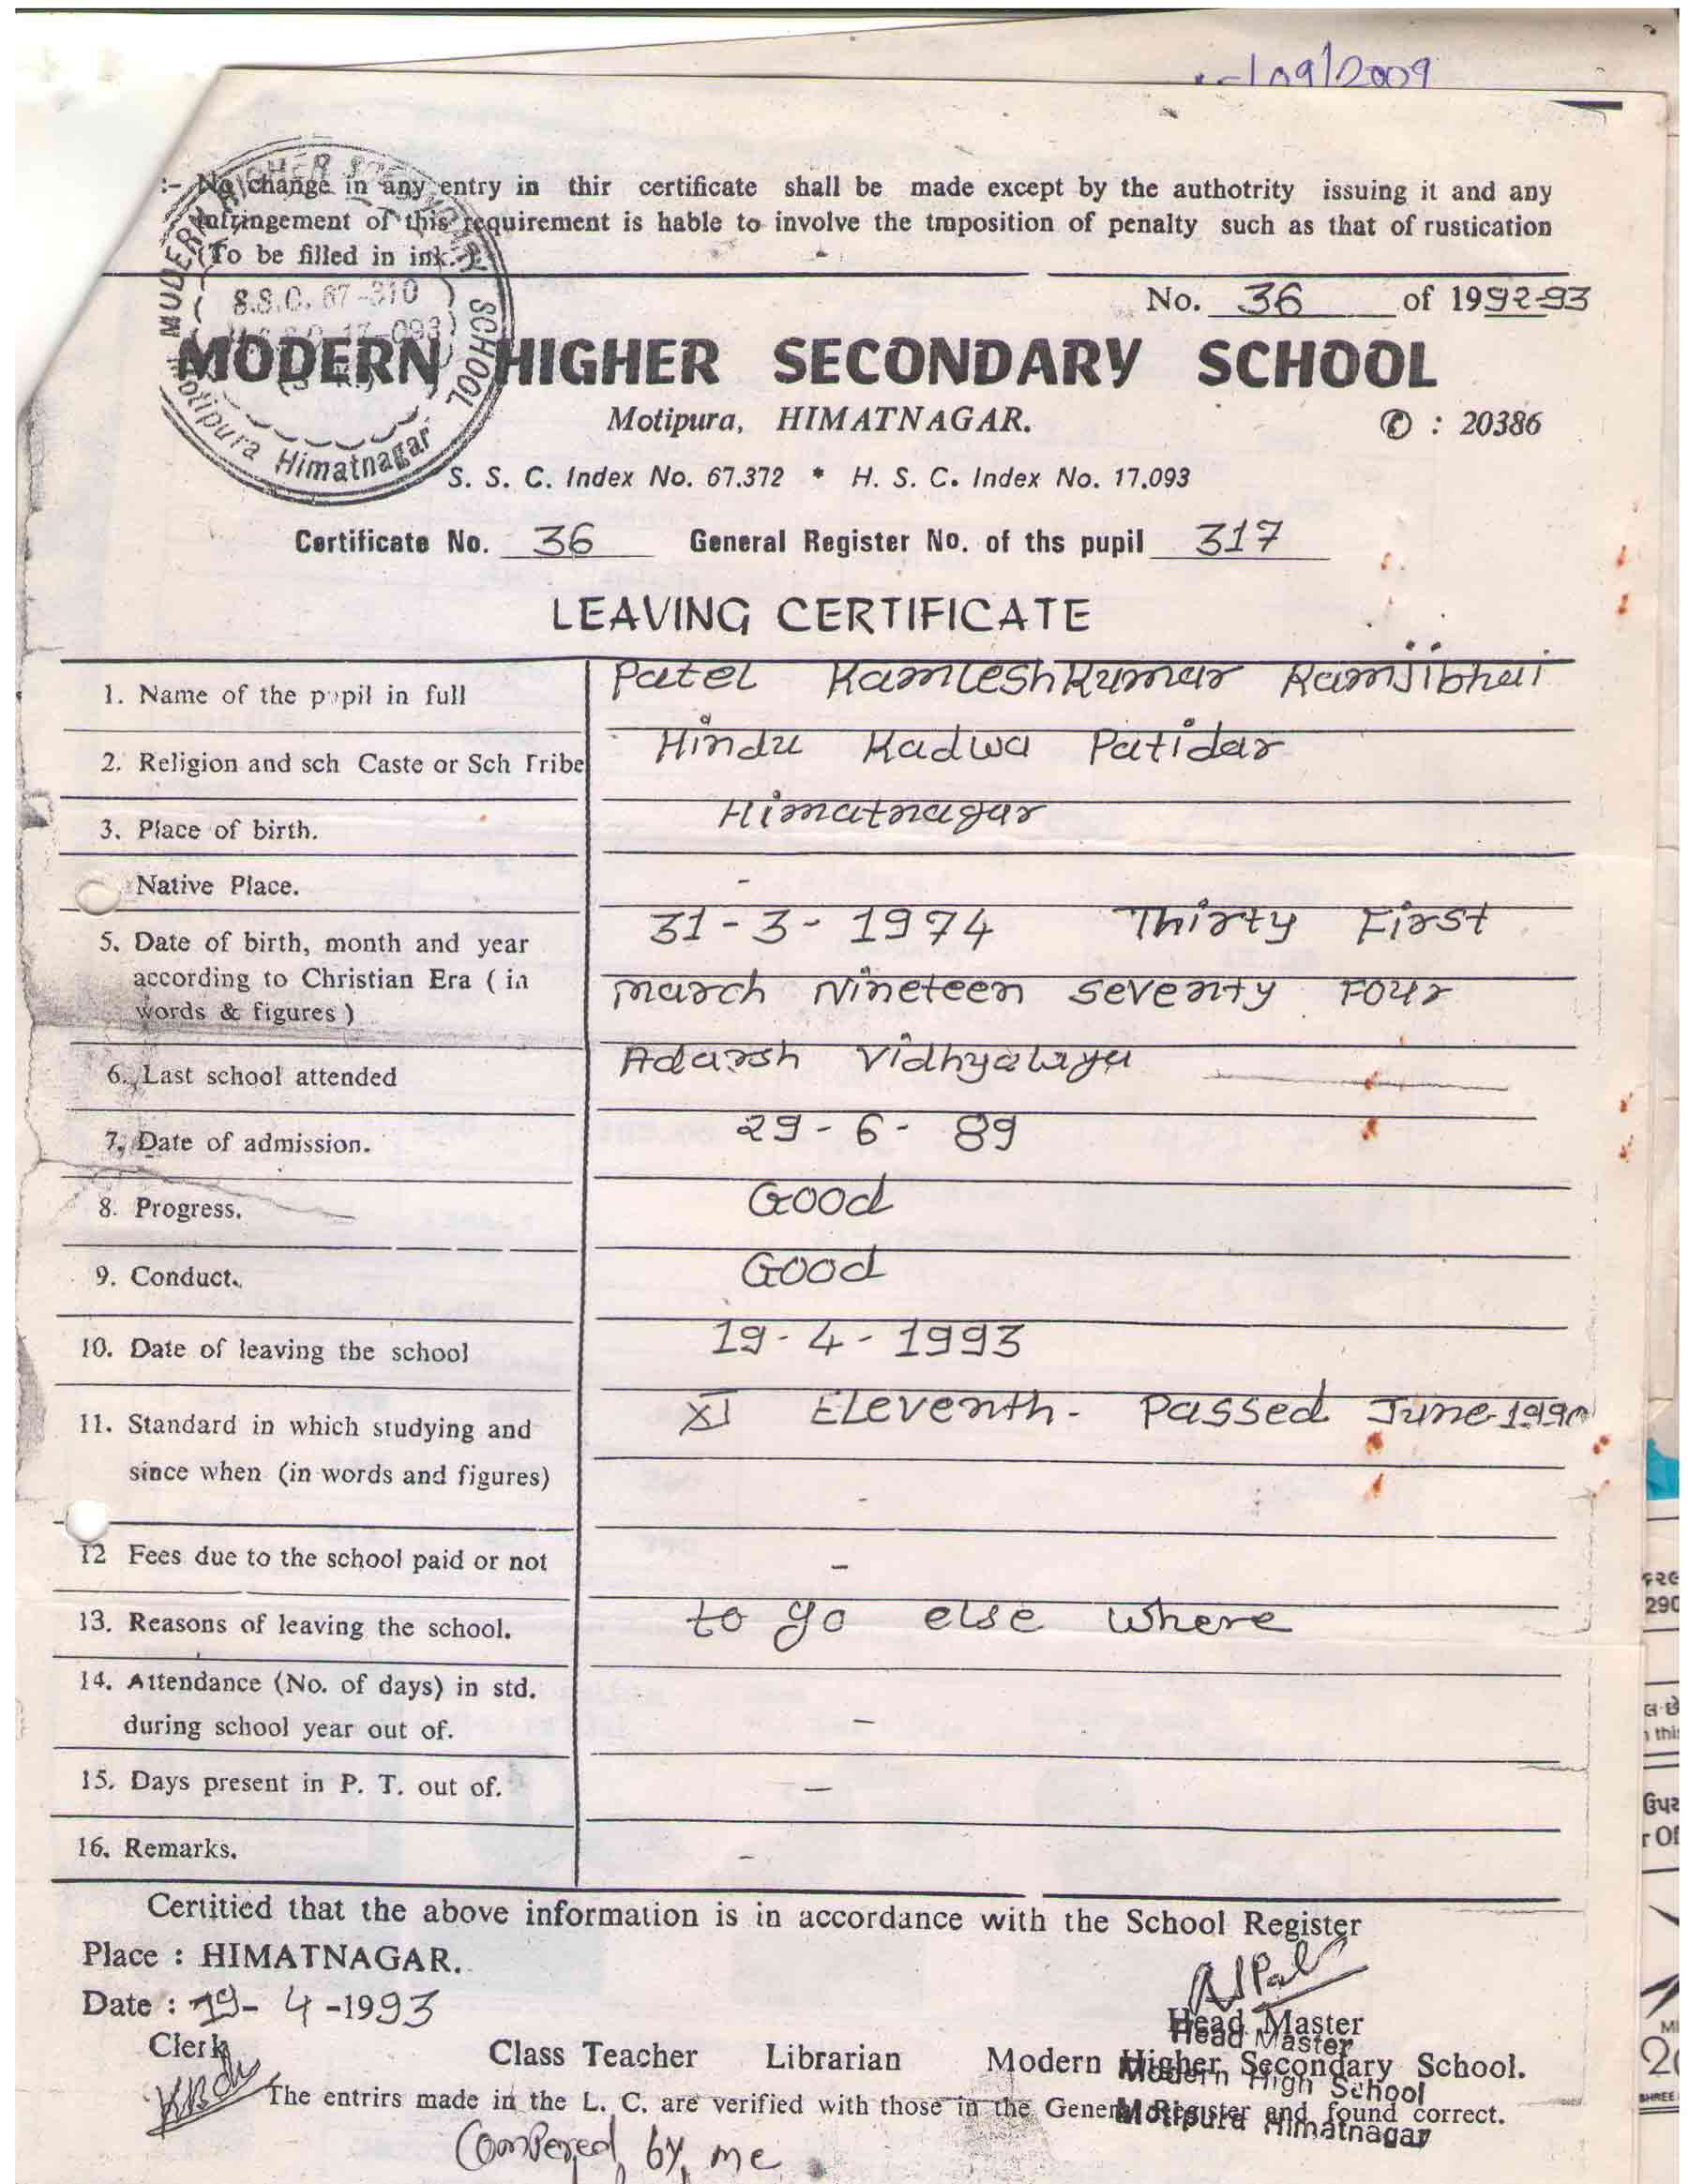 /09/2009
:- No change in any entry in thir certificate shall be made except by the authotrity issuing it and any
infringement of this requirement is hable to involve the tmposition of penalty such as that of rustication
(To be filled in ink.)
MODERN HIGHER SECONDARY SCHOOL
S.S.C. 67-310
17-093
Motipura Himatnagar
No. 36 of 1992-93
MODERN HIGHER SECONDARY SCHOOL
Motipura, HIMATNAGAR. ✆ : 20386
S. S. C. Index No. 67.372 * H. S. C. Index No. 17.093
Certificate No. 36 General Register No. of ths pupil 317
LEAVING CERTIFICATE
1. Name of the pupil in full Patel Kamleshkumar Ramjibhai
2. Religion and sch Caste or Sch Tribe Hindu Kadwa Patidar
3. Place of birth. Himatnagar
Native Place. -
5. Date of birth, month and year 31-3-1974 Thirty First
according to Christian Era ( in march Nineteen seventy Four
words & figures )
6. Last school attended Adarsh Vidhyalaya
7. Date of admission. 29-6-89
8. Progress. Good
9. Conduct. Good
10. Date of leaving the school 19-4-1993
11. Standard in which studying and XI Eleventh- Passed June-1990
since when (in words and figures)
-
12 Fees due to the school paid or not -
13. Reasons of leaving the school. to go else where
14. Attendance (No. of days) in std.
during school year out of. -
15. Days present in P. T. out of. -
16. Remarks. -
Certitied that the above information is in accordance with the School Register
Place : HIMATNAGAR.
Date : 19-4-1993
Head Master
Head Master
Clerk Class Teacher Librarian Modern Higher Secondary School.
Modern High School
The entrirs made in the L. C. are verified with those in the General Register and found correct.
Motipura Himatnagar
Compered by me